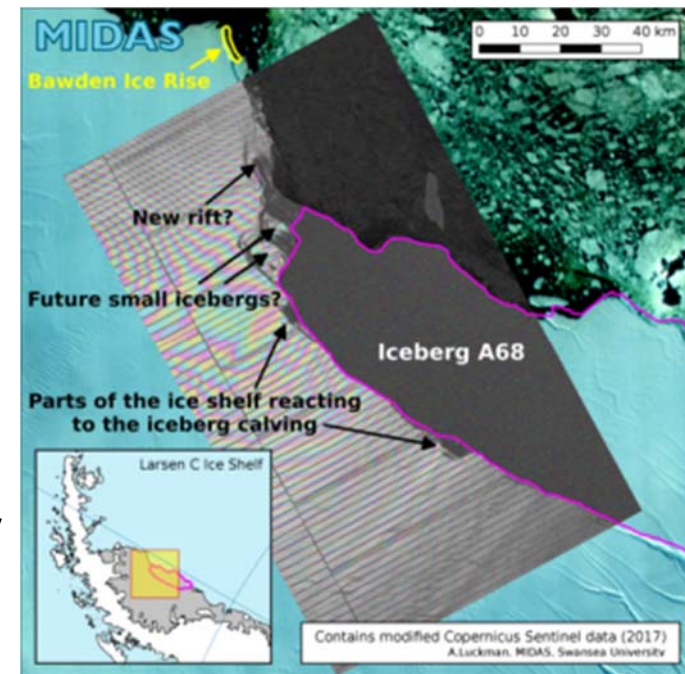 MIDAS
0 10 20 30 40 km
Bawden Ice Rise
New rift?
Future small icebergs?
Iceberg A68
Parts of the ice shelf reacting
to the iceberg calving
Larsen C Ice Shelf
Contains modified Copernicus Sentinel data (2017)
A.Luckman, MIDAS, Swansea University